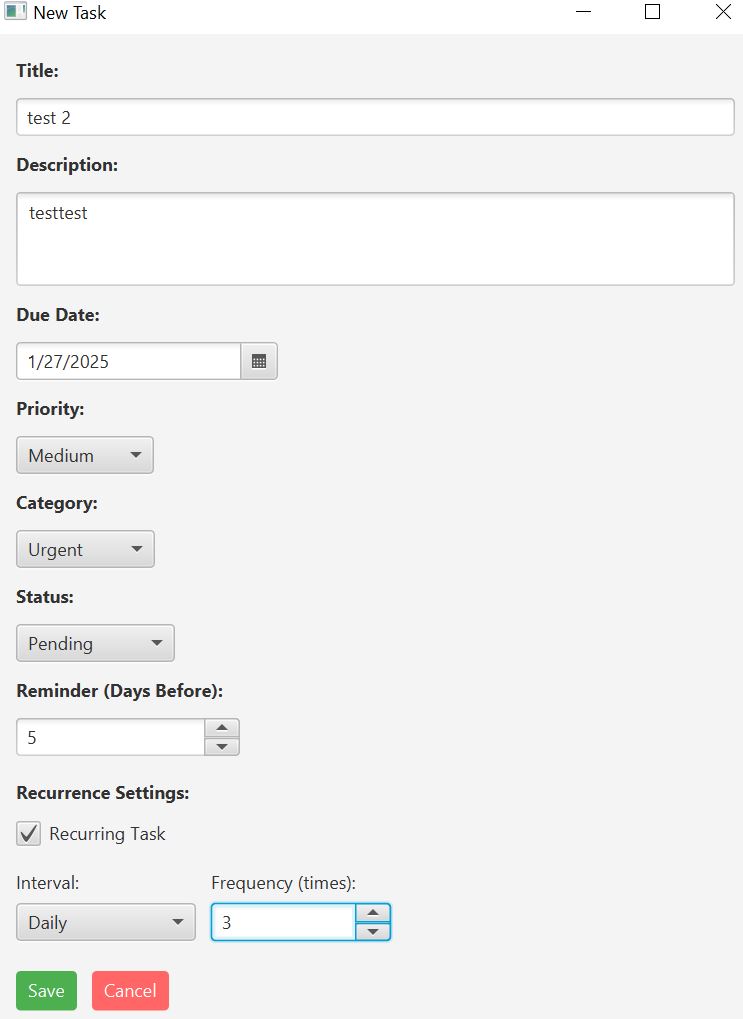 New Task
Title:
test 2
Description:
testtest
Due Date:
1/27/2025
Priority:
Medium
Category:
Urgent
Status:
Pending
Reminder (Days Before):
5
Recurrence Settings:
Recurring Task
Interval: Frequency (times):
Daily 3
Save Cancel